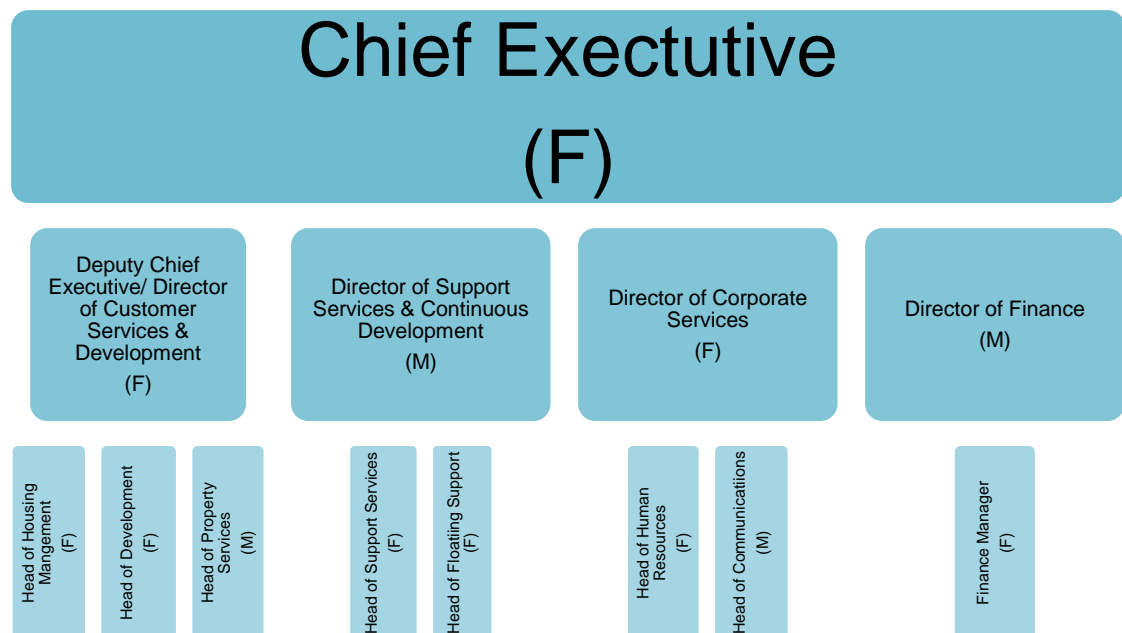 Chief Exectutive
(F)
Deputy Chief
Executive/ Director
of Customer
Services &
Development
(F)
Director of Support
Services & Continuous
Development
(M)
Director of Corporate
Services
(F)
Director of Finance
(M)
Head of Housing
Mangement
(F)
Head of Development
(F)
Head of Property
Services
(M)
Head of Support Services
(F)
Head of Floatiing Support
(F)
Head of Human
Resources
(F)
Head of Communicatiions
(M)
Finance Manager
(F)